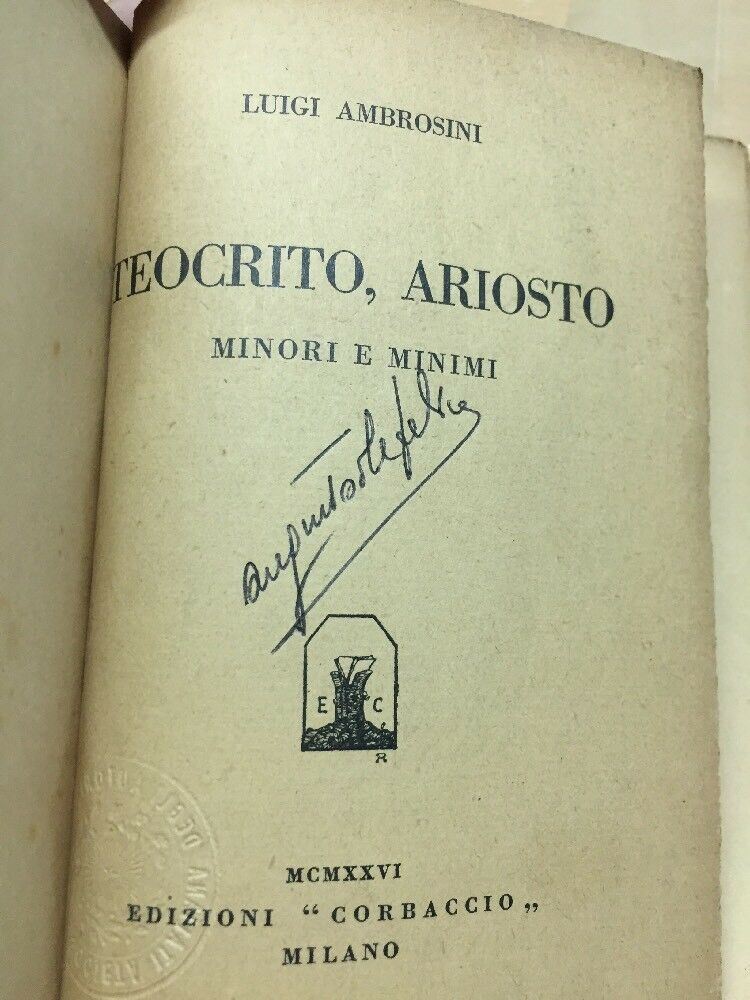 LUIGI AMBROSINI
TEOCRITO, ARIOSTO
MINORI E MINIMI
E C
R
MCMXXVI
EDIZIONI “ CORBACCIO „
MILANO